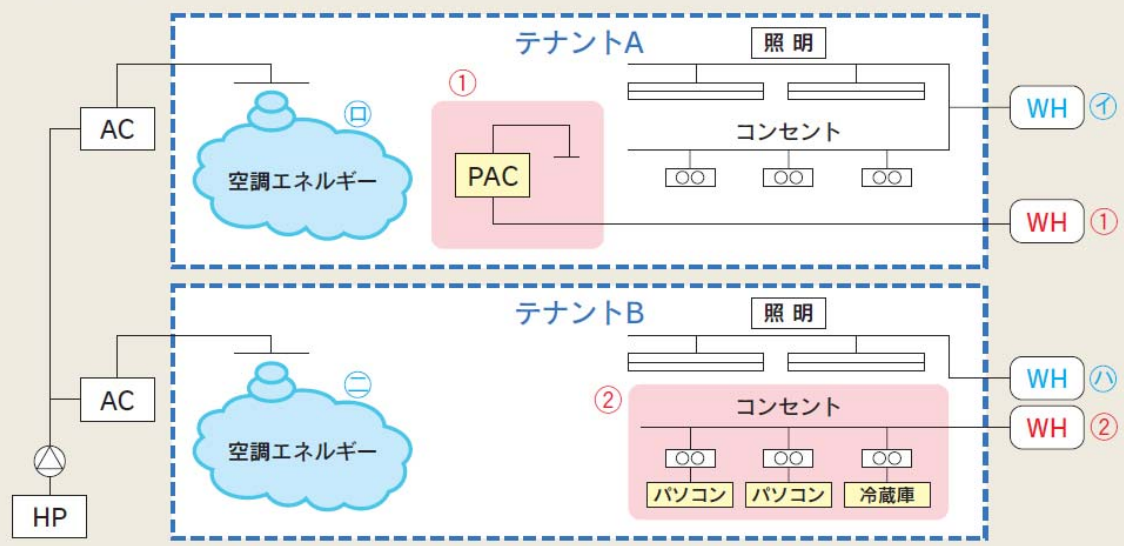 テナントA
照明
AC
①
㋺
WH ㋑
空調エネルギー
PAC
コンセント
○○ ○○ ○○
WH ①
テナントB
照明
AC
㋥
WH ㋩
②
コンセント
WH ②
空調エネルギー
○○ ○○ ○○
パソコン パソコン 冷蔵庫
HP